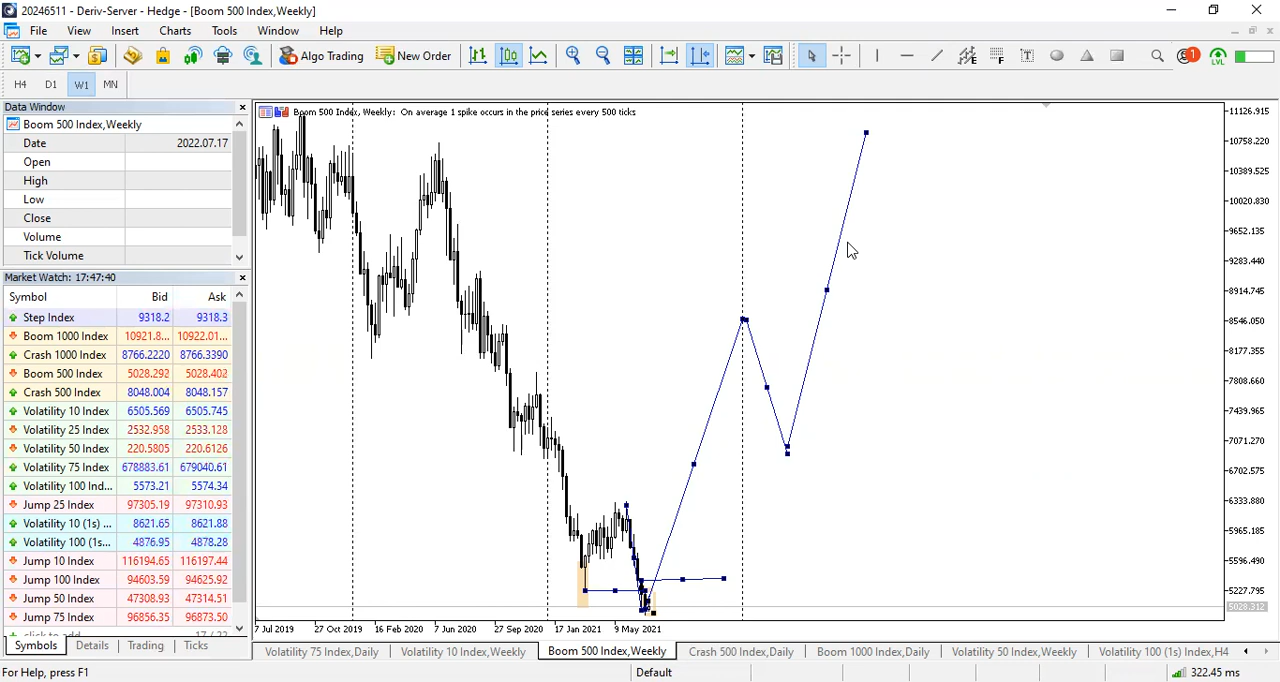 20246511 - Deriv-Server - Hedge - [Boom 500 Index,Weekly]
File View Insert Charts Tools Window Help
Algo Trading New Order
E F T 1 LVL
H4 D1 W1 MN
Data Window
Boom 500 Index,Weekly
Date 2022.07.17
Open
High
Low
Close
Volume
Tick Volume
Market Watch: 17:47:40
Symbol Bid Ask
Step Index 9318.2 9318.3
Boom 1000 Index 10921.8... 10922.01...
Crash 1000 Index 8766.2220 8766.3390
Boom 500 Index 5028.292 5028.402
Crash 500 Index 8048.004 8048.157
Volatility 10 Index 6505.569 6505.745
Volatility 25 Index 2532.958 2533.128
Volatility 50 Index 220.5805 220.6126
Volatility 75 Index 678883.61 679040.61
Volatility 100 Ind... 5573.21 5574.34
Jump 25 Index 97305.19 97310.93
Volatility 10 (1s) ... 8621.65 8621.88
Volatility 100 (1s... 4876.95 4878.28
Jump 10 Index 116194.65 116197.44
Jump 100 Index 94603.59 94625.92
Jump 50 Index 47308.93 47314.51
Jump 75 Index 96856.35 96873.50
Symbols Details Trading Ticks
Boom 500 Index,Weekly: On average 1 spike occurs in the price series every 500 ticks
11126.915
10758.220
10389.525
10020.830
9652.135
9283.440
8914.745
8546.050
8177.355
7808.660
7439.965
7071.270
6702.575
6333.880
5965.185
5596.490
5227.795
5028.312
7 Jul 2019 27 Oct 2019 16 Feb 2020 7 Jun 2020 27 Sep 2020 17 Jan 2021 9 May 2021
Volatility 75 Index,Daily Volatility 10 Index,Weekly Boom 500 Index,Weekly Crash 500 Index,Daily Boom 1000 Index,Daily Volatility 50 Index,Weekly Volatility 100 (1s) Index,H4
For Help, press F1 Default 322.45 ms